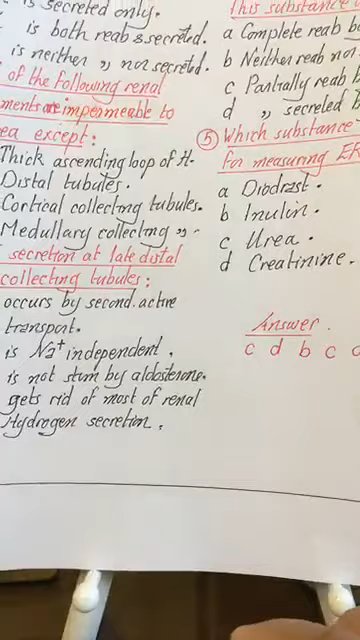 is secreted only.
is both reab & secreted.
is neither ,, nor secreted.
of the following renal
ments are impermeable to
ea except:
Thick ascending loop of H.
Distal tubules.
Cortical collecting tubules.
Medullary collecting ,, -
secretion at late distal
collecting tubules:
occurs by second. active
transport.
is Na+ independent.
is not stim by aldosterone.
gets rid of most of renal
Hydrogen secretion.
This substance
a Complete reab
b Neither reab nor
c Partially reab
d ,, secreted
5 Which substance
for measuring ER
a Diodrast.
b Inulin.
c Urea.
d Creatinine.
Answer.
c d b c